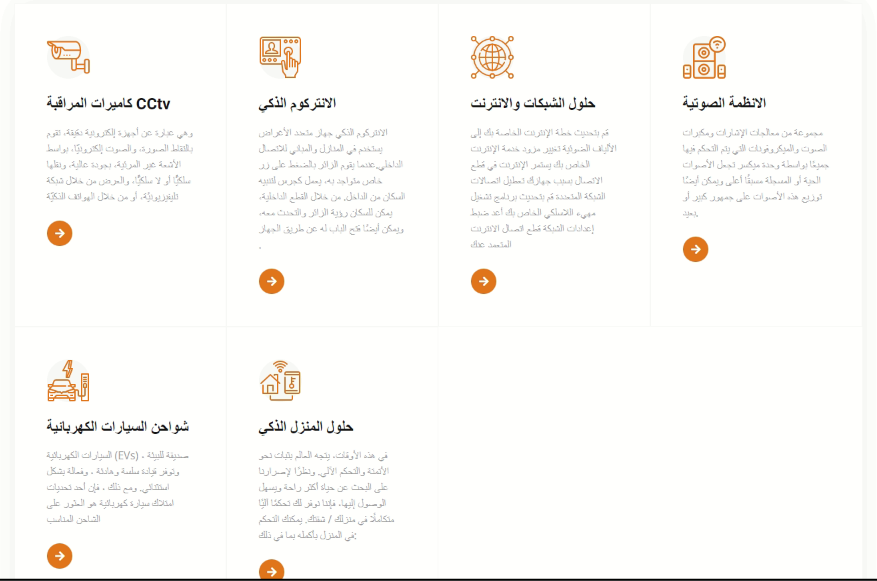 كاميرات المراقبة CCtv
وهي عبارة عن أجهزة إلكترونية دقيقة، تقوم
بالتقاط الصورة، والصوت إلكترونيًا، بواسط
الأشعة غير المرئية، بجودة عالية، ونقلها
سلكيًا أو لا سلكيًا، والعرض من خلال شبكة
تليفيزيونيّة، أو من خلال الهواتف الذكيّة
الانتركوم الذكي
الانتركوم الذكي جهاز متعدد الأغراض
يستخدم في المنازل والمباني للاتصال
الداخلي.عندما يقوم الزائر بالضغط على زر
خاص متواجد به، يعمل كجرس لتنبيه
السكان من الداخل. من خلال القطع الداخلية،
يمكن للسكان رؤية الزائر والتحدث معه،
ويمكن أيضًا فتح الباب له عن طريق الجهاز
.
حلول الشبكات والانترنت
قم بتحديث خطة الإنترنت الخاصة بك إلى
الألياف الضوئية تغيير مزود خدمة الإنترنت
الخاص بك يستمر الإنترنت في قطع
الاتصال بسبب جهازك تعطيل اتصالات
الشبكة المتعددة قم بتحديث برنامج تشغيل
مهيء اللاسلكي الخاص بك أعد ضبط
إعدادات الشبكة قطع اتصال الانترنت
المتعمد عنك
الانظمة الصوتية
مجموعة من معالجات الإشارات ومكبرات
الصوت والميكروفونات التي يتم التحكم فيها
جميعًا بواسطة وحدة ميكسر تجعل الأصوات
الحية أو المسجلة مسبقًا أعلى ويمكن أيضًا
توزيع هذه الأصوات على جمهور كبير أو
بعيد.
شواحن السيارات الكهربائية
السيارات الكهربائية (EVs) ، صديقة للبيئة
وتوفر قيادة سلسة وهادئة ، وفعالة بشكل
استثنائي. ومع ذلك ، فإن أحد تحديات
امتلاك سيارة كهربائية هو العثور على
الشاحن المناسب
حلول المنزل الذكي
في هذه الأوقات، يتجه العالم بثبات نحو
الأتمتة والتحكم الآلي. ونظرًا لإصرارنا
على البحث عن حياة أكثر راحة ويسهل
الوصول إليها، فإننا نوفر لك تحكمًا آليًا
متكاملًا في منزلك / شقتك. يمكنك التحكم
في المنزل بأكمله بما في ذلك: